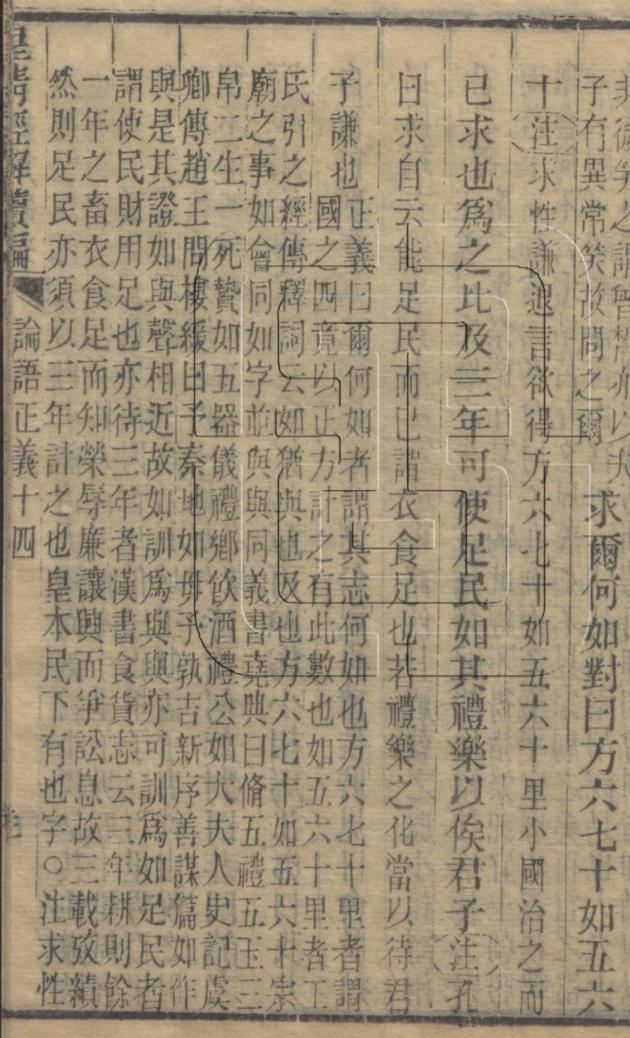 非徒笑之謂曾晳亦以夫
子有異常笑故問之爾
求爾何如對曰方六七十如五六
十注求性謙退言欲得方六七十如五六十里小國治之而
已求也爲之比及三年可使足民如其禮樂以俟君子注孔
曰求自云能足民而已謂衣食足也若禮樂之化當以待君
子謙也
正義曰爾何如者謂其志何如也方六七十里者謂
國之四竟以正方計之有此數也如五六十里者王
氏引之經傳釋詞云如猶與也及也方六七十如五六十宗
廟之事如會同如字並與與同義書堯典曰脩五禮五玉三
帛二生一死贄如五器儀禮鄉飲酒禮公如大夫入史記虞
卿傳趙王問樓緩曰予秦地如毋予孰吉新序善謀篇如作
與是其證如與聲相近故如訓爲與與亦可訓爲如足民者
謂使民財用足也亦待三年者漢書食貨志云三年耕則餘
一年之畜衣食足而知榮辱廉讓興而爭訟息故三載攷績
然則足民亦須以三年計之也皇本民下有也字○注求性
皇清經解續編 論語正義十四